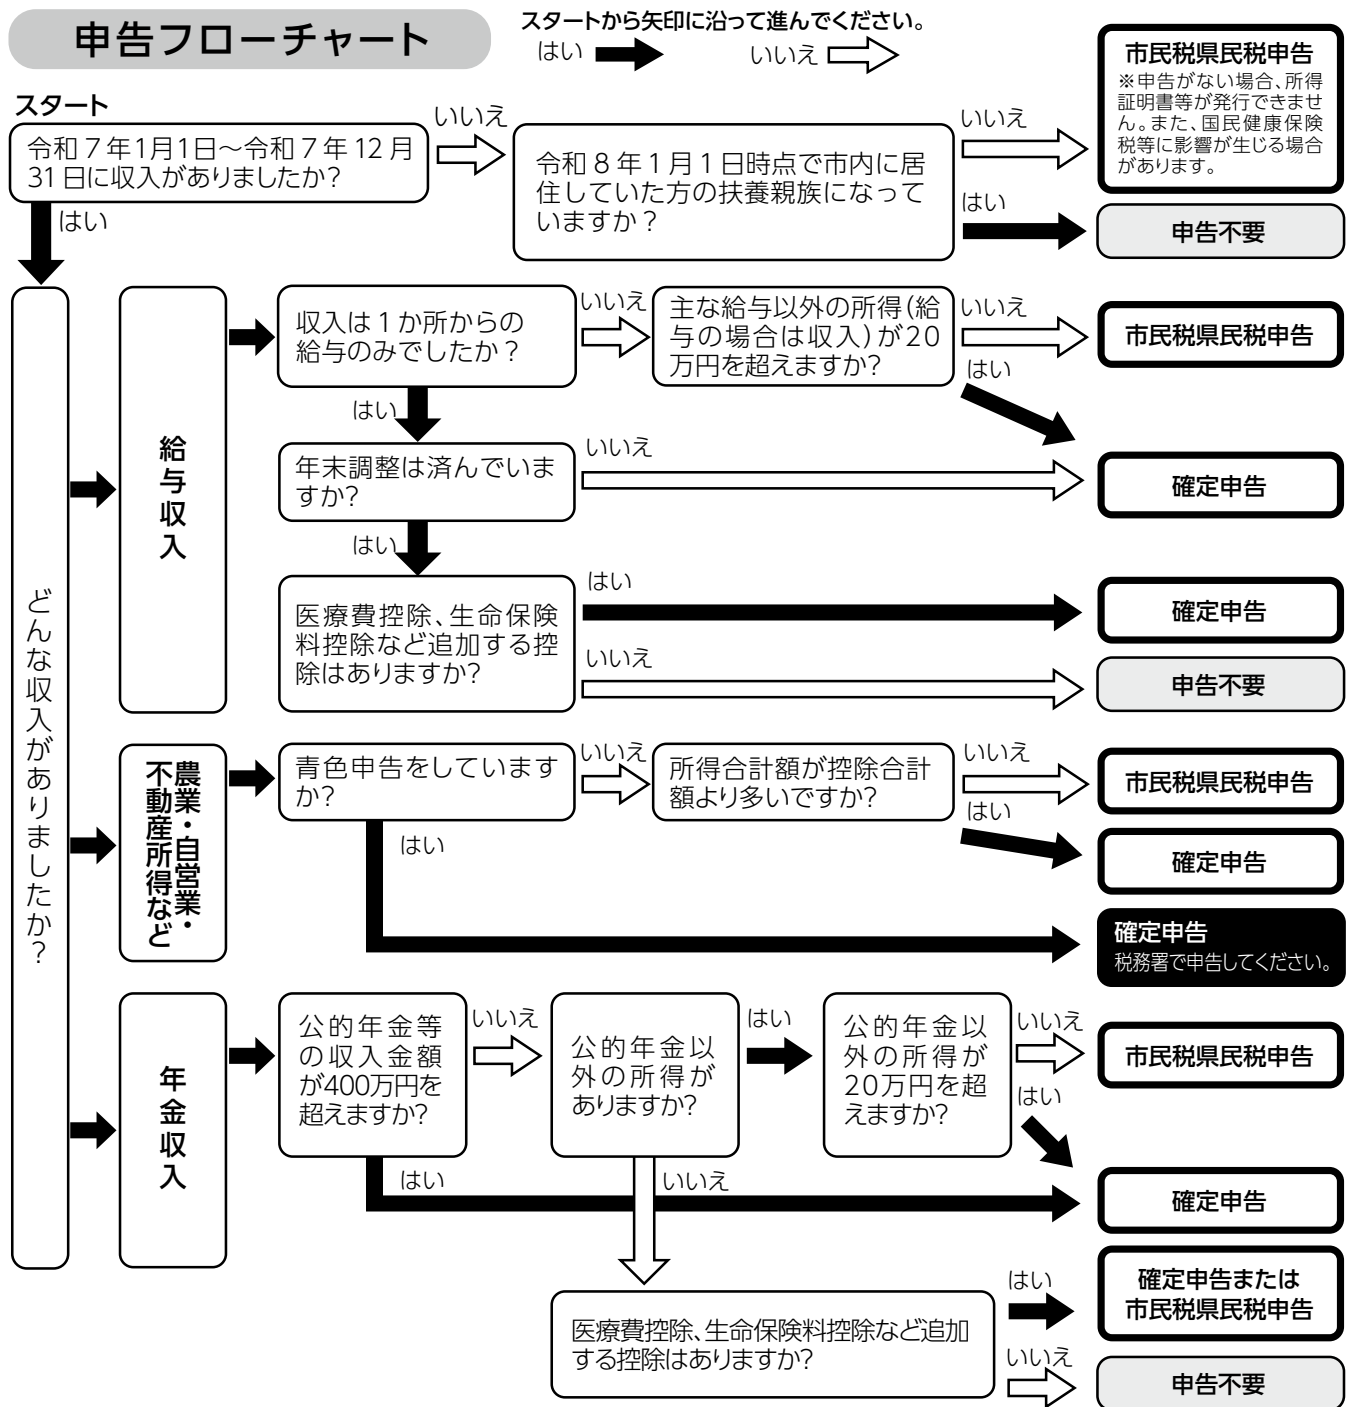 申告フローチャート
スタートから矢印に沿って進んでください。
はい
いいえ
スタート
令和7年1月1日～令和7年12月
31日に収入がありましたか？
いいえ
はい
令和8年1月1日時点で市内に居
住していた方の扶養親族になって
いますか？
いいえ
市民税県民税申告
※申告がない場合、所得
証明書等が発行できませ
ん。また、国民健康保険
税等に影響が生じる場合
があります。
はい
申告不要
どんな収入がありましたか？
給与収入
収入は1か所からの
給与のみでしたか？
いいえ
主な給与以外の所得(給
与の場合は収入)が20
万円を超えますか？
いいえ
市民税県民税申告
はい
はい
年末調整は済んでいま
すか？
いいえ
確定申告
はい
医療費控除、生命保険
料控除など追加する控
除はありますか？
はい
確定申告
いいえ
申告不要
農業・自営業・
不動産所得など
青色申告をしています
か？
いいえ
所得合計額が控除合計
額より多いですか？
いいえ
市民税県民税申告
はい
確定申告
はい
確定申告
税務署で申告してください。
年金収入
公的年金等
の収入金額
が400万円を
超えますか？
いいえ
公的年金以
外の所得が
ありますか？
はい
公的年金以
外の所得が
20万円を超
えますか？
いいえ
市民税県民税申告
はい
はい
いいえ
確定申告
医療費控除、生命保険料控除など追加
する控除はありますか？
はい
確定申告または
市民税県民税申告
いいえ
申告不要